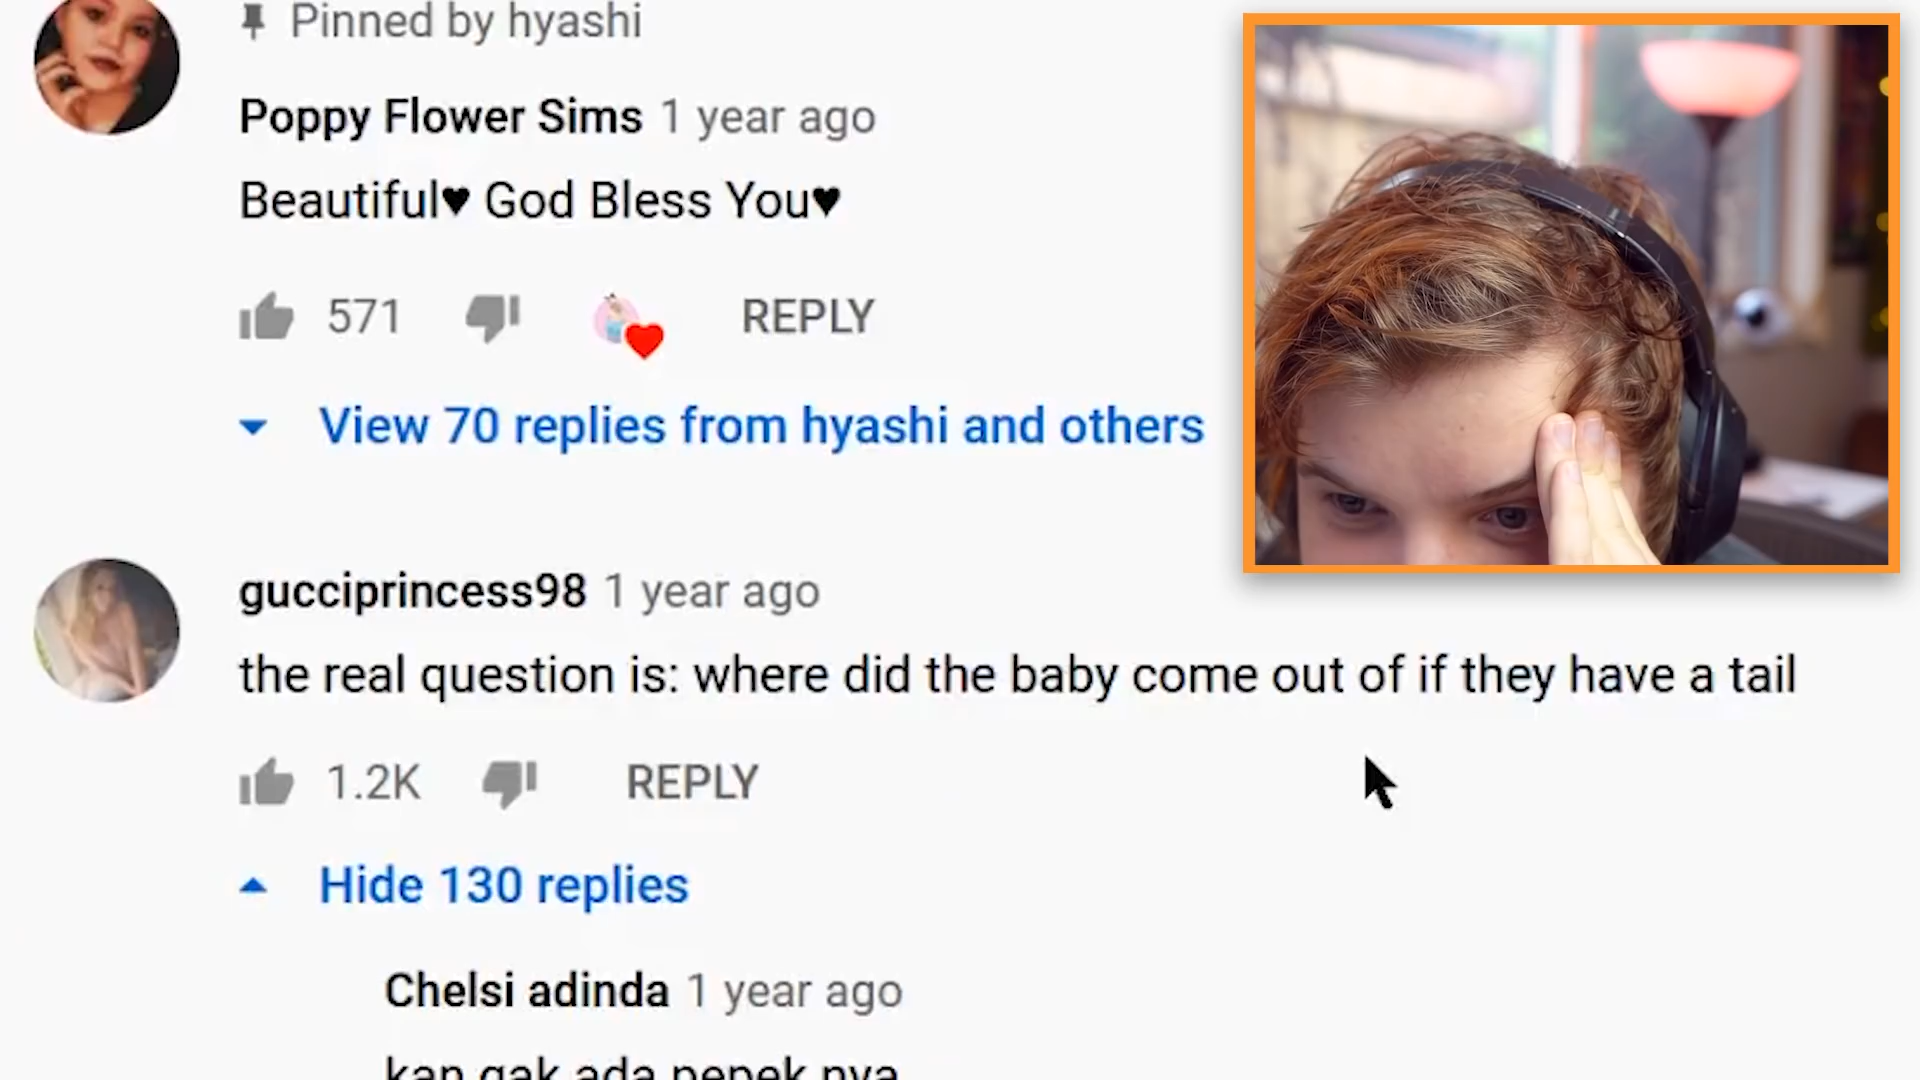 Pinned by hyashi
Poppy Flower Sims 1 year ago
Beautiful♥ God Bless You♥
571 REPLY
View 70 replies from hyashi and others
gucciprincess98 1 year ago
the real question is: where did the baby come out of if they have a tail
1.2K REPLY
Hide 130 replies
Chelsi adinda 1 year ago
kan gak ada pepek nya